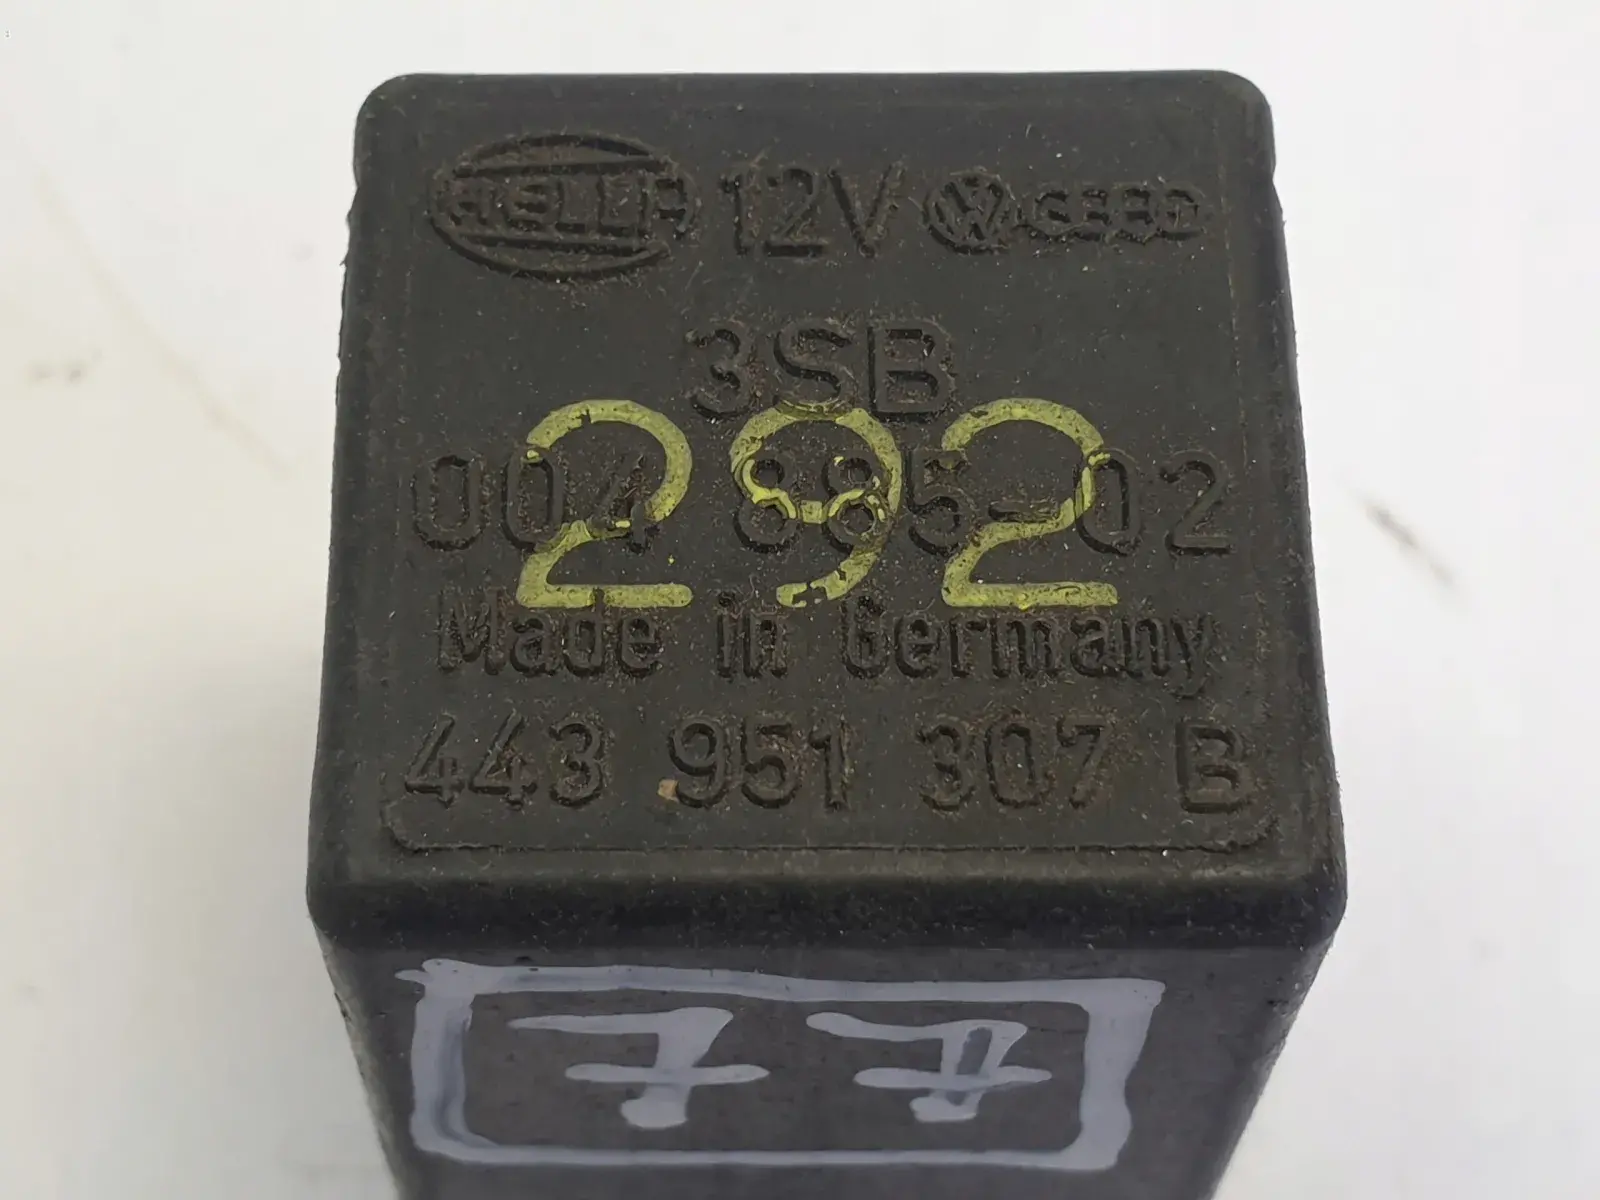 HELLA 12V
3SB
292
004 885-02
Made in Germany
443 951 307 B
77